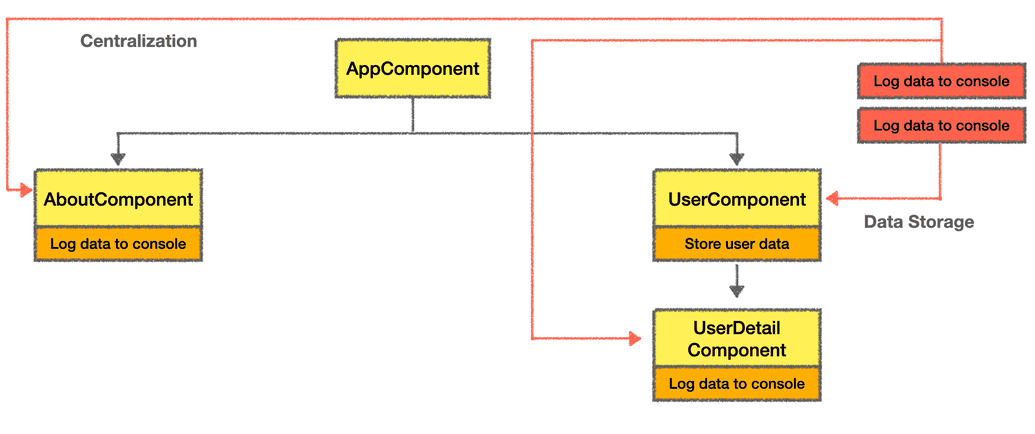 Centralization
AppComponent
Log data to console
Log data to console
AboutComponent
Log data to console
UserComponent
Store user data
Data Storage
UserDetail
Component
Log data to console